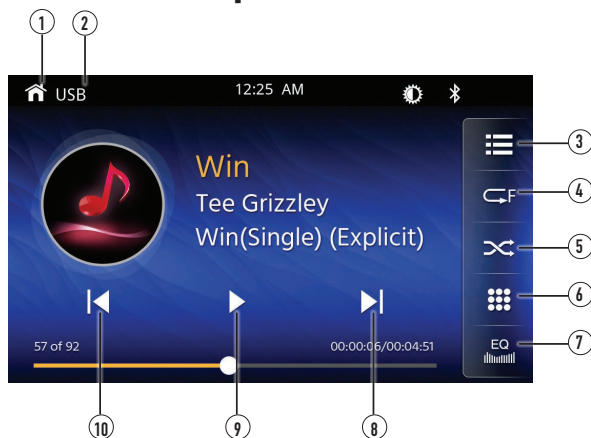 1 2
USB 12:25 AM
3
Win
4 F
Tee Grizzley
Win(Single) (Explicit)
5
6
57 of 92 00:00:06/00:04:51
EQ 7
10 9 8